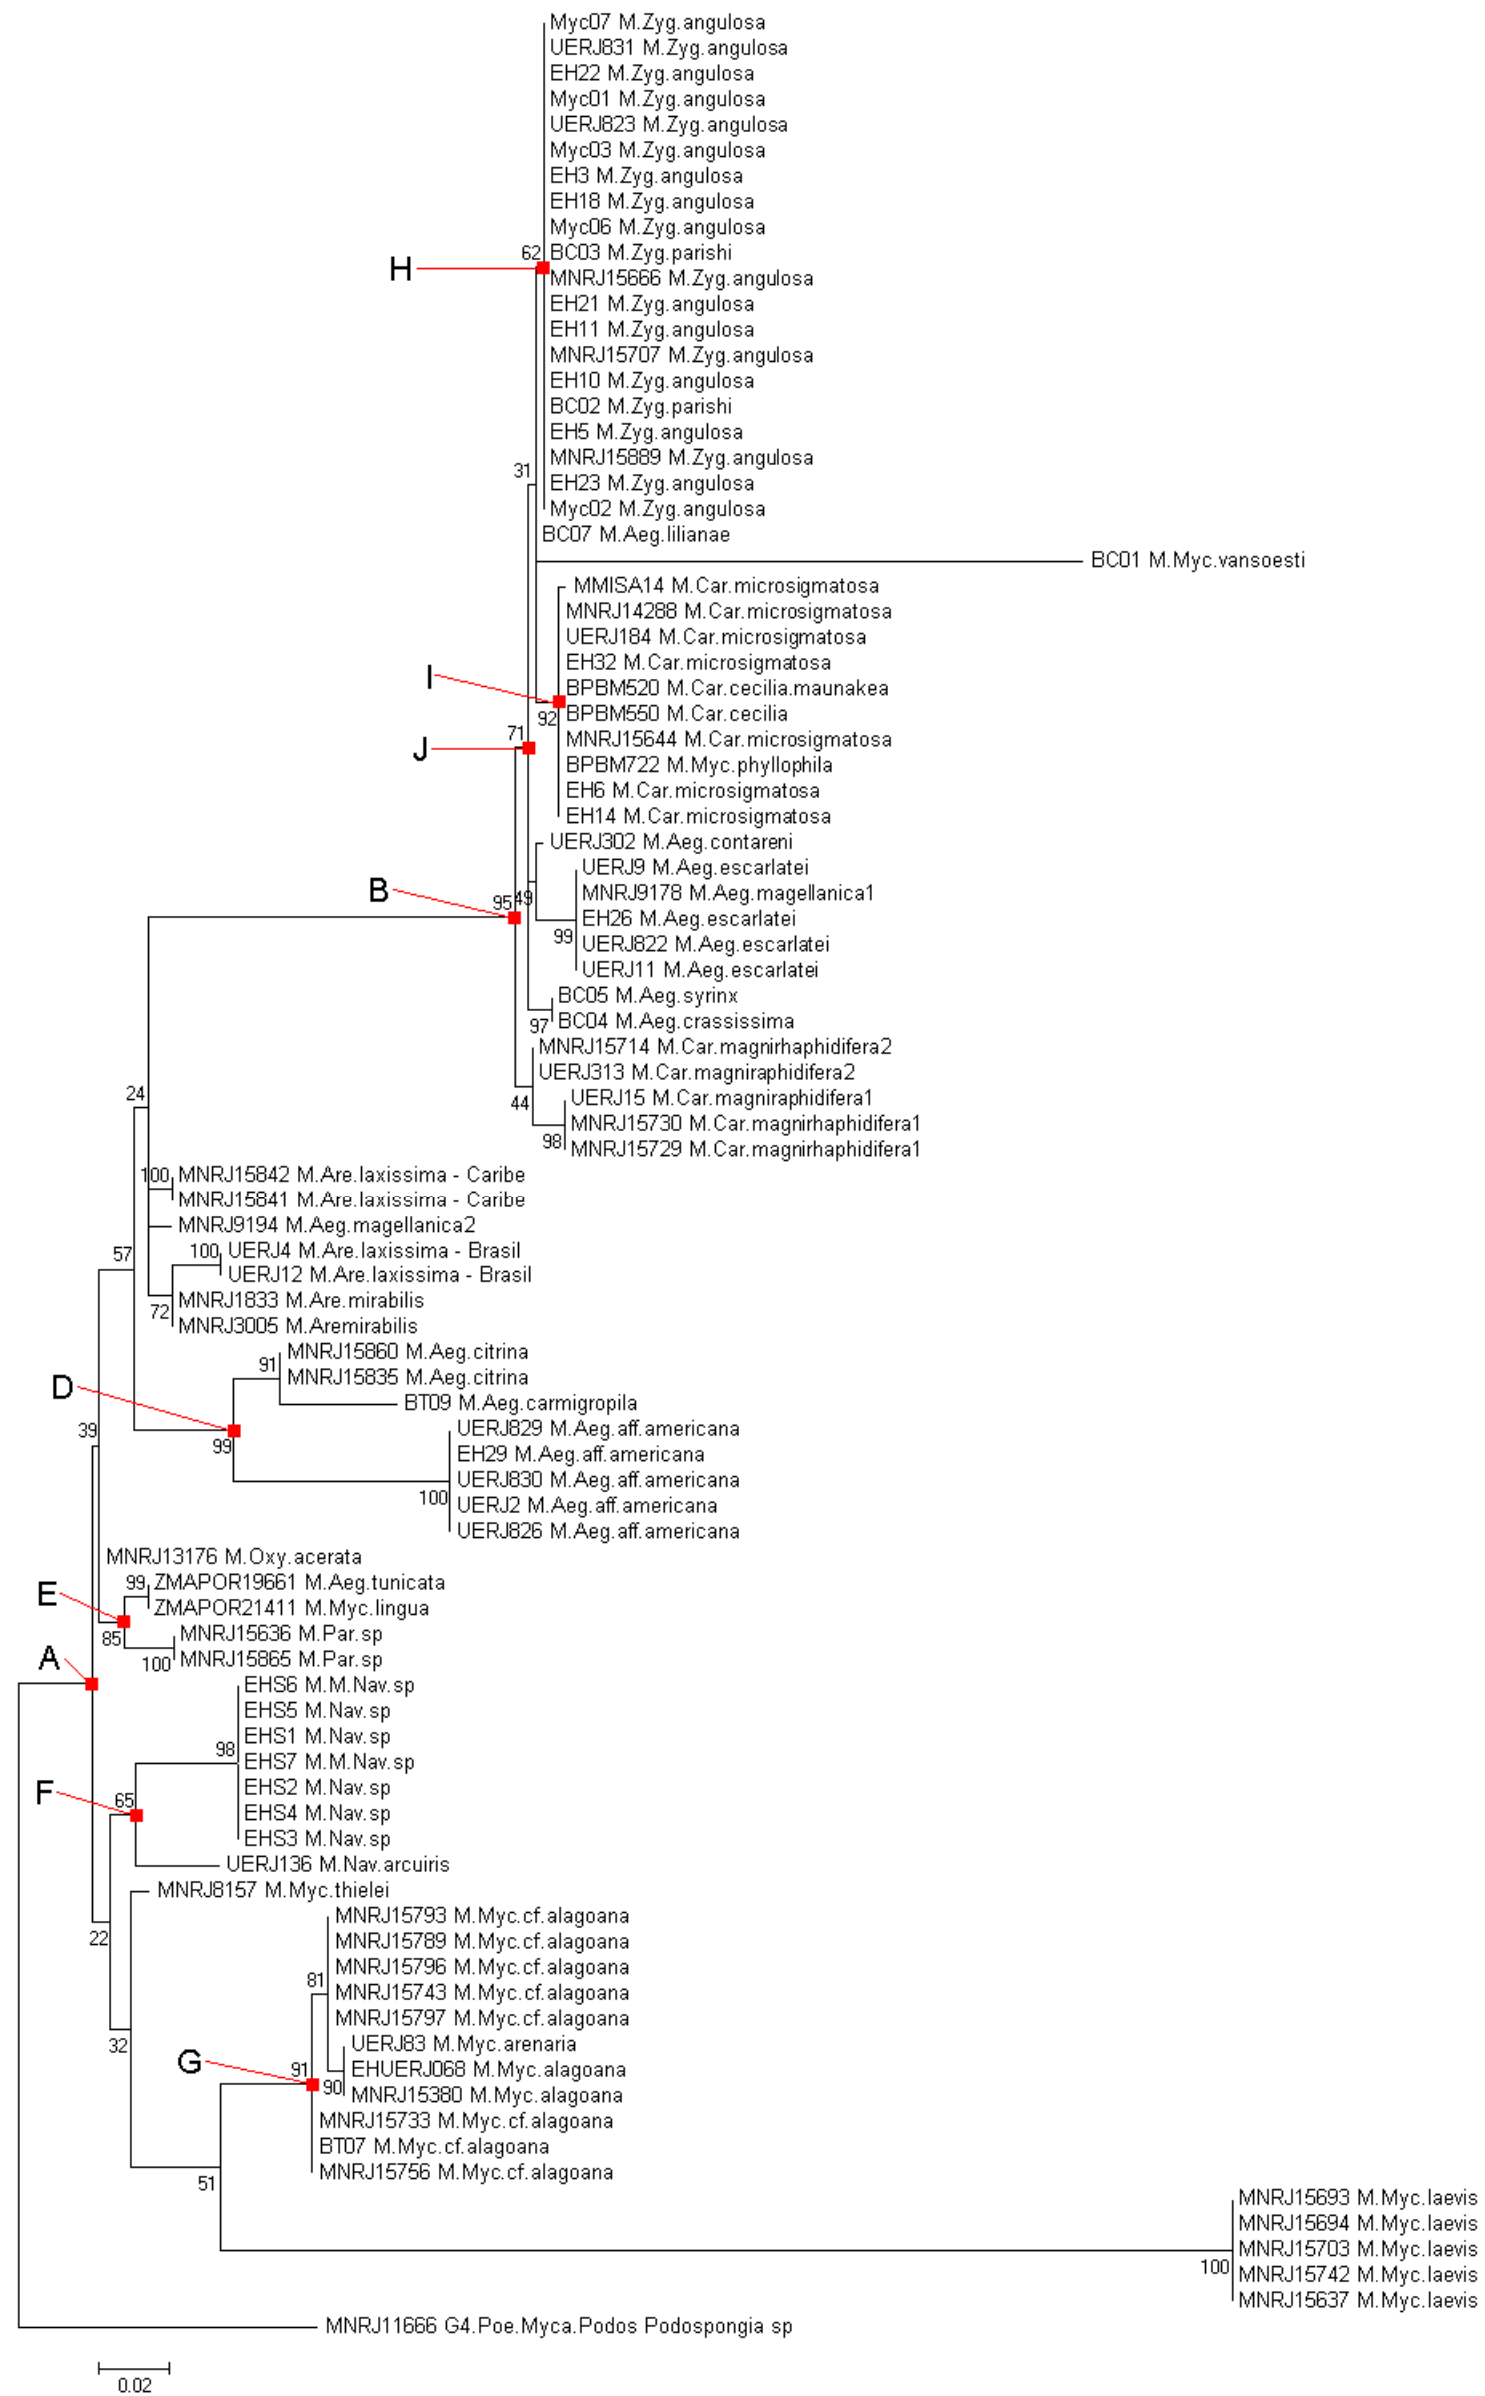 Myc07 M.Zyg.angulosa
UERJ831 M.Zyg.angulosa
EH22 M.Zyg.angulosa
Myc01 M.Zyg.angulosa
UERJ823 M.Zyg.angulosa
Myc03 M.Zyg.angulosa
EH3 M.Zyg.angulosa
EH18 M.Zyg.angulosa
Myc06 M.Zyg.angulosa
62 BC03 M.Zyg.parishi
H
MNRJ15666 M.Zyg.angulosa
EH21 M.Zyg.angulosa
EH11 M.Zyg.angulosa
MNRJ15707 M.Zyg.angulosa
EH10 M.Zyg.angulosa
BC02 M.Zyg.parishi
EH5 M.Zyg.angulosa
MNRJ15889 M.Zyg.angulosa
31
EH23 M.Zyg.angulosa
Myc02 M.Zyg.angulosa
BC07 M.Aeg.lilianae
BC01 M.Myc.vansoesti
MMISA14 M.Car.microsigmatosa
MNRJ14288 M.Car.microsigmatosa
UERJ184 M.Car.microsigmatosa
EH32 M.Car.microsigmatosa
I
BPBM520 M.Car.cecilia.maunakea
92 BPBM550 M.Car.cecilia
71
MNRJ15644 M.Car.microsigmatosa
J
BPBM722 M.Myc.phyllophila
EH6 M.Car.microsigmatosa
EH14 M.Car.microsigmatosa
UERJ302 M.Aeg.contareni
UERJ9 M.Aeg.escarlatei
B
MNRJ9178 M.Aeg.magellanica1
95 49
EH26 M.Aeg.escarlatei
99
UERJ822 M.Aeg.escarlatei
UERJ11 M.Aeg.escarlatei
BC05 M.Aeg.syrinx
97 BC04 M.Aeg.crassissima
MNRJ15714 M.Car.magnirhaphidifera2
UERJ313 M.Car.magniraphidifera2
24
44
UERJ15 M.Car.magniraphidifera1
MNRJ15730 M.Car.magnirhaphidifera1
98 MNRJ15729 M.Car.magnirhaphidifera1
100 MNRJ15842 M.Are.laxissima - Caribe
MNRJ15841 M.Are.laxissima - Caribe
MNRJ9194 M.Aeg.magellanica2
57
100 UERJ4 M.Are.laxissima - Brasil
UERJ12 M.Are.laxissima - Brasil
72
MNRJ1833 M.Are.mirabilis
MNRJ3005 M.Aremirabilis
MNRJ15860 M.Aeg.citrina
91
MNRJ15835 M.Aeg.citrina
D
BT09 M.Aeg.carmigropila
39
UERJ829 M.Aeg.aff.americana
99
EH29 M.Aeg.aff.americana
UERJ830 M.Aeg.aff.americana
100
UERJ2 M.Aeg.aff.americana
UERJ826 M.Aeg.aff.americana
MNRJ13176 M.Oxy.acerata
99 ZMAPOR19661 M.Aeg.tunicata
E
ZMAPOR21411 M.Myc.lingua
85
MNRJ15636 M.Par.sp
A
100 MNRJ15865 M.Par.sp
EHS6 M.M.Nav.sp
EHS5 M.Nav.sp
EHS1 M.Nav.sp
98
EHS7 M.M.Nav.sp
F
EHS2 M.Nav.sp
65
EHS4 M.Nav.sp
EHS3 M.Nav.sp
UERJ136 M.Nav.arcuiris
MNRJ8157 M.Myc.thielei
MNRJ15793 M.Myc.cf.alagoana
22
MNRJ15789 M.Myc.cf.alagoana
MNRJ15796 M.Myc.cf.alagoana
81
MNRJ15743 M.Myc.cf.alagoana
MNRJ15797 M.Myc.cf.alagoana
32
UERJ83 M.Myc.arenaria
G
91
EHUERJ068 M.Myc.alagoana
90
MNRJ15380 M.Myc.alagoana
MNRJ15733 M.Myc.cf.alagoana
BT07 M.Myc.cf.alagoana
MNRJ15756 M.Myc.cf.alagoana
51
MNRJ15693 M.Myc.laevis
MNRJ15694 M.Myc.laevis
MNRJ15703 M.Myc.laevis
100
MNRJ15742 M.Myc.laevis
MNRJ15637 M.Myc.laevis
MNRJ11666 G4.Poe.Myca.Podos Podospongia sp
0.02